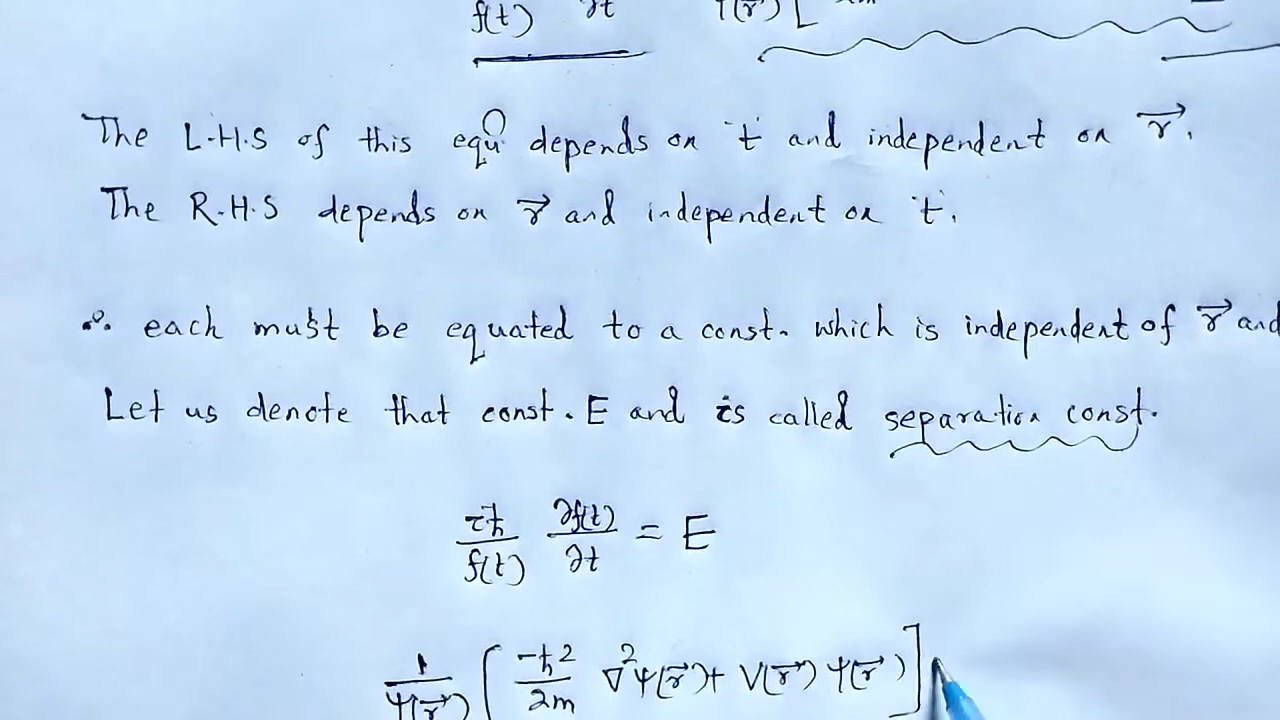 f(t) ∂t ψ(r⃗) [ 2m
The L.H.S of this equn depends on 't' and independent on r⃗.
The R.H.S depends on r⃗ and independent on 't'.
∴ each must be equated to a const. which is independent of r⃗ and
Let us denote that const. E and is called separation const.
iħ/f(t) ∂f(t)/∂t = E
1/ψ(r⃗) [ -ħ²/2m ∇²ψ(r⃗) + V(r⃗) ψ(r⃗) ]